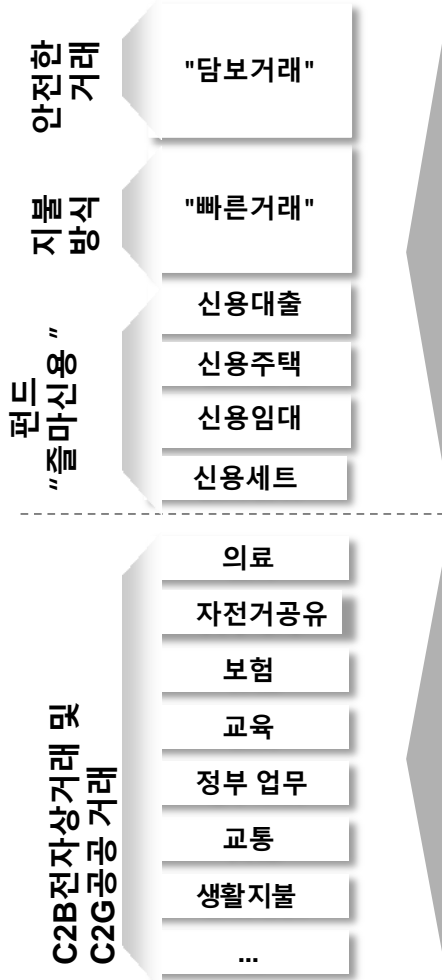 안전한
거래
"담보거래"
지불
방식
"빠른거래"
펀드
“즐마신용 ”
신용대출
신용주택
신용임대
신용세트
C2B전자상거래 및
C2G공공 거래
의료
자전거공유
보험
교육
정부 업무
교통
생활지불
...